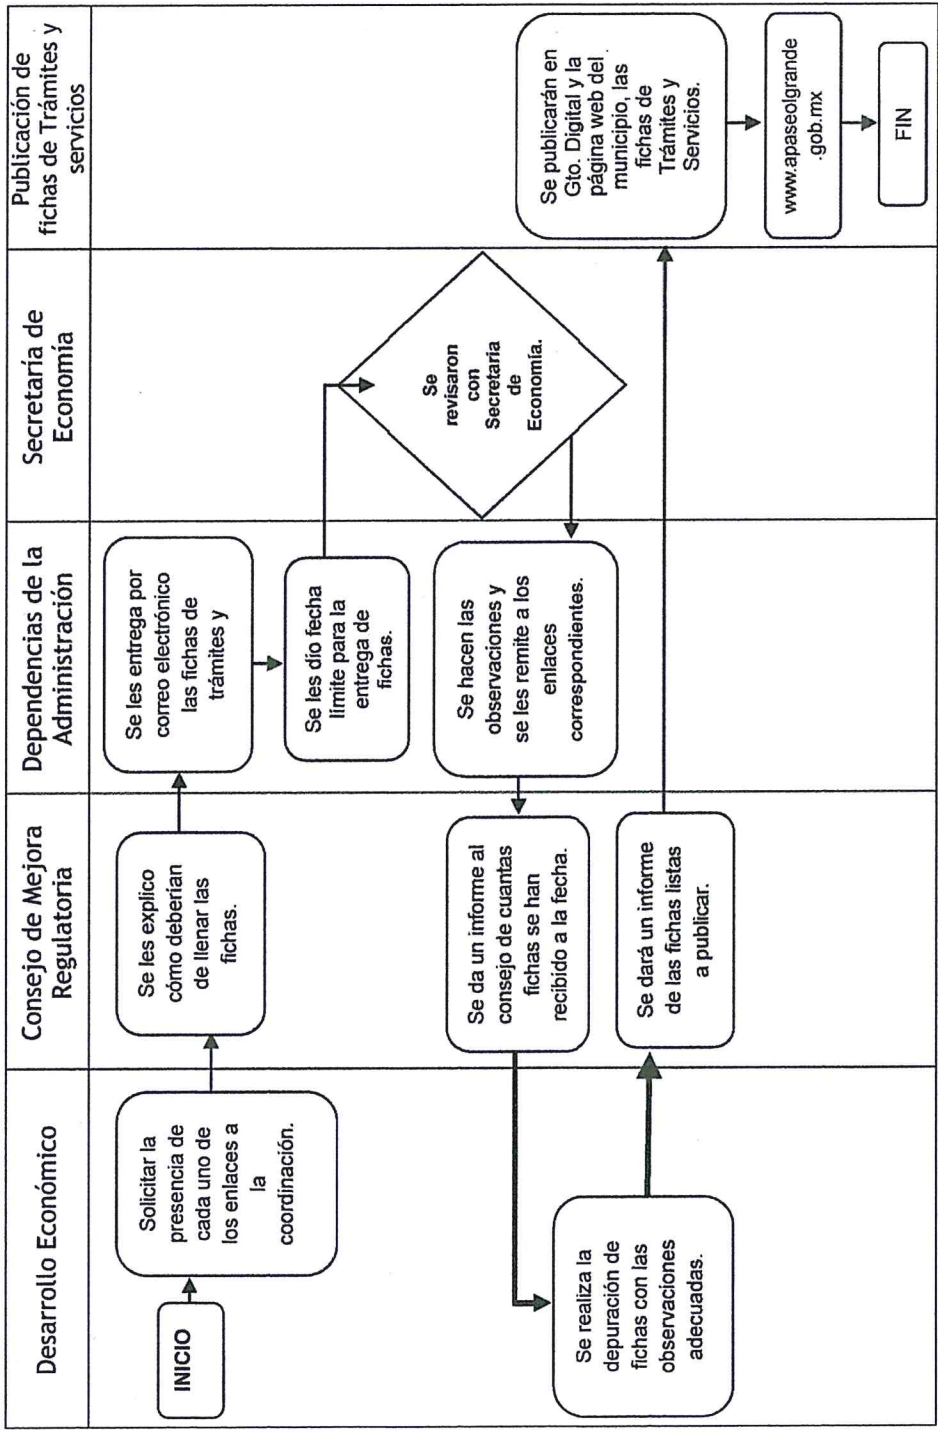 Desarrollo Económico
Consejo de Mejora
Regulatoria
Dependencias de la
Administración
Secretaría de
Economía
Publicación de
fichas de Trámites y
servicios
INICIO
Solicitar la
presencia de
cada uno de
los enlaces a
la
coordinación.
Se les explico
cómo deberían
de llenar las
fichas.
Se les entrega por
correo electrónico
las fichas de
trámites y
Se les dio fecha
límite para la
entrega de
fichas.
Se
revisaron
con
Secretaria
de
Economía.
Se hacen las
observaciones y
se les remite a los
enlaces
correspondientes.
Se da un informe al
consejo de cuantas
fichas se han
recibido a la fecha.
Se realiza la
depuración de
fichas con las
observaciones
adecuadas.
Se dará un informe
de las fichas listas
a publicar.
Se publicarán en
Gto. Digital y la
página web del
municipio, las
fichas de
Trámites y
Servicios.
www.apaseolgrande
.gob.mx
FIN